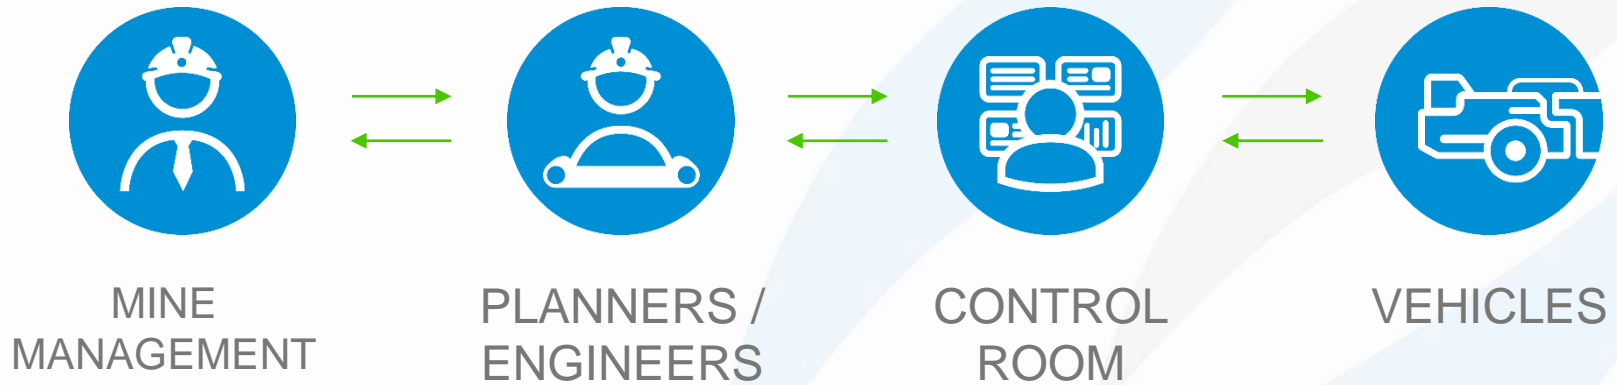 MINE
MANAGEMENT
PLANNERS /
ENGINEERS
CONTROL
ROOM
VEHICLES